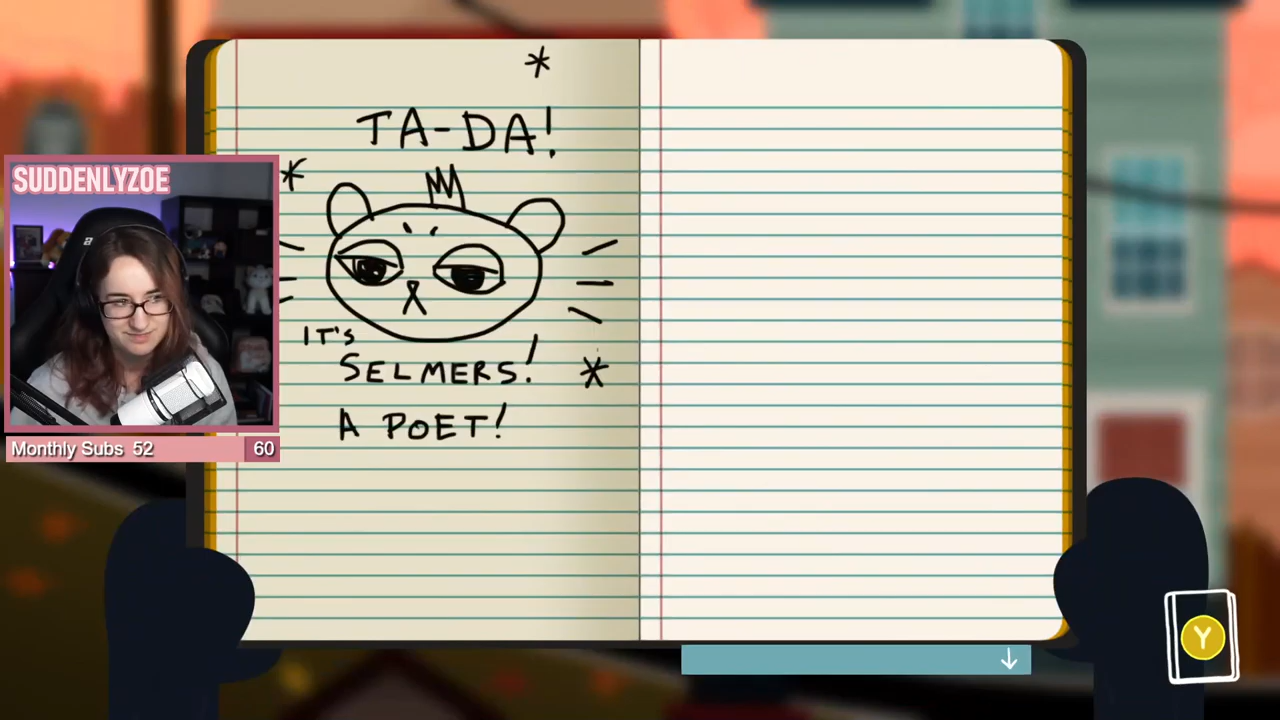 TA-DA!
SUDDENLYZOE
IT'S
SELMERS!
A POET!
Monthly Subs 52 60
Y